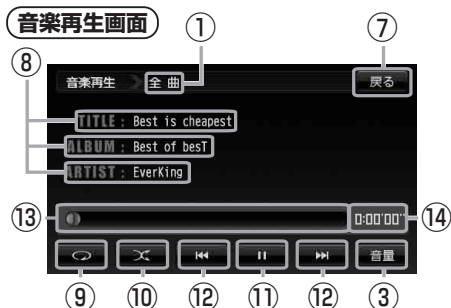 音楽再生画面
① ⑦
⑧
音楽再生 全 曲 戻る
TITLE : Best is cheapest
ALBUM : Best of besT
ARTIST : EverKing
⑬ 0:00'00" ⑭
音量
⑨ ⑩ ⑫ ⑪ ⑫ ③